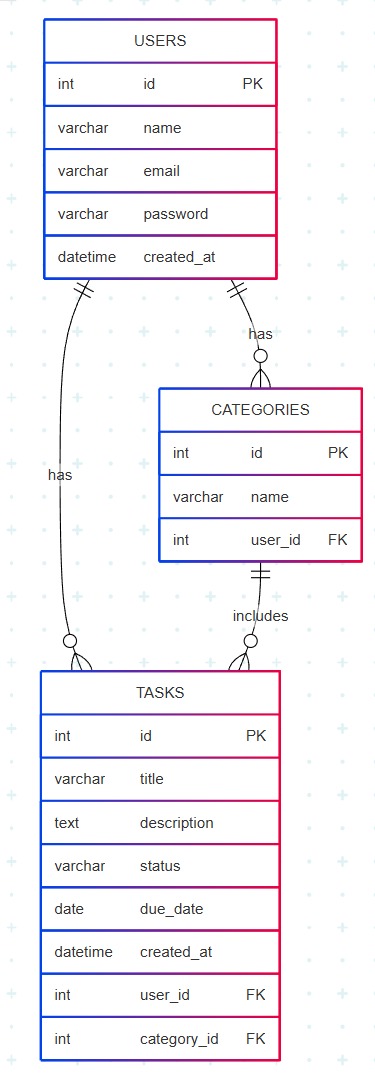 USERS
int id PK
varchar name
varchar email
varchar password
datetime created_at
has
CATEGORIES
int id PK
varchar name
int user_id FK
has
includes
TASKS
int id PK
varchar title
text description
varchar status
date due_date
datetime created_at
int user_id FK
int category_id FK